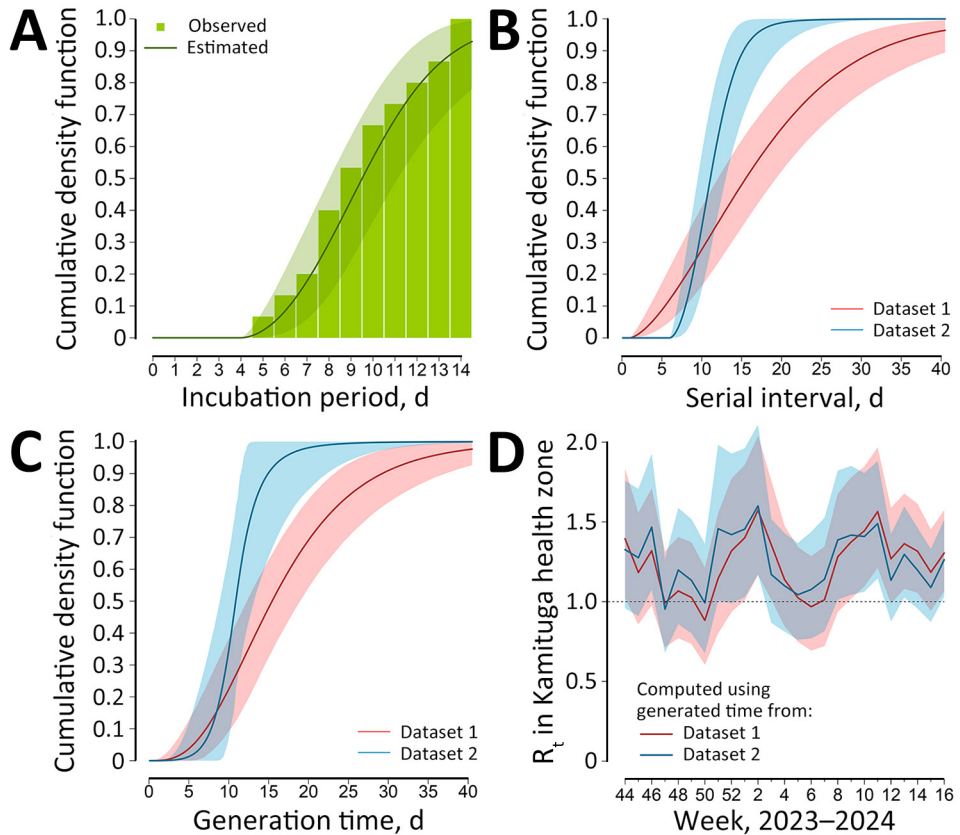 A
Cumulative density function
1.0
0.9
0.8
0.7
0.6
0.5
0.4
0.3
0.2
0.1
0
Observed
Estimated
0 1 2 3 4 5 6 7 8 9 10 11 12 13 14
Incubation period, d
B
Cumulative density function
1.0
0.9
0.8
0.7
0.6
0.5
0.4
0.3
0.2
0.1
0
Dataset 1
Dataset 2
0 5 10 15 20 25 30 35 40
Serial interval, d
C
Cumulative density function
1.0
0.9
0.8
0.7
0.6
0.5
0.4
0.3
0.2
0.1
0
Dataset 1
Dataset 2
0 5 10 15 20 25 30 35 40
Generation time, d
D
Rt in Kamituga health zone
2.0
1.5
1.0
0.5
0
Computed using
generated time from:
Dataset 1
Dataset 2
44 46 48 50 52 2 4 6 8 10 12 14 16
Week, 2023–2024